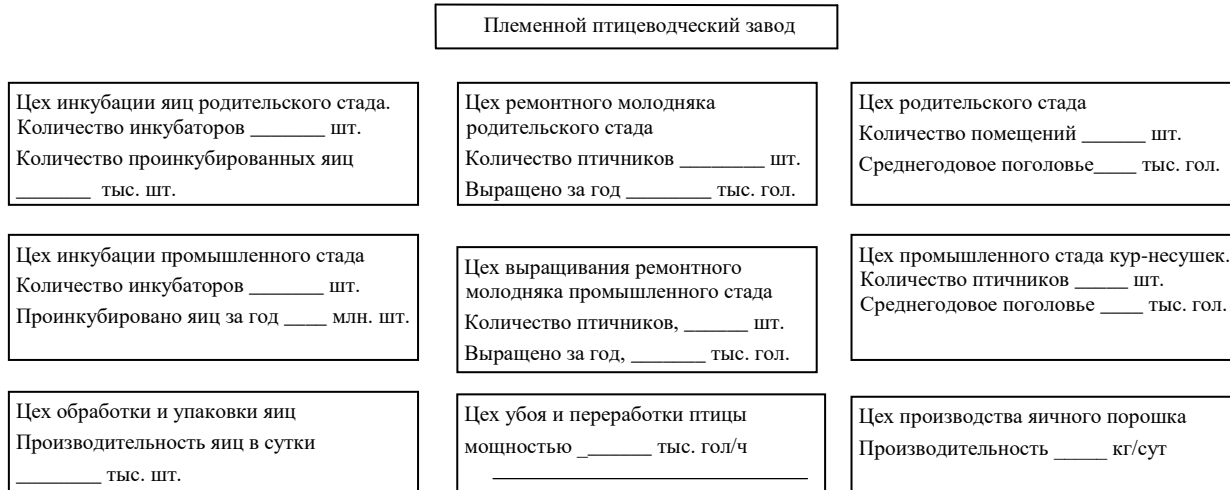 Племенной птицеводческий завод
Цех инкубации яиц родительского стада.
Количество инкубаторов _______ шт.
Количество проинкубированных яиц
_______ тыс. шт.
Цех ремонтного молодняка
родительского стада
Количество птичников ________ шт.
Выращено за год ________ тыс. гол.
Цех родительского стада
Количество помещений ______ шт.
Среднегодовое поголовье____ тыс. гол.
Цех инкубации промышленного стада
Количество инкубаторов _______ шт.
Проинкубировано яиц за год ____ млн. шт.
Цех выращивания ремонтного
молодняка промышленного стада
Количество птичников, ______ шт.
Выращено за год, _______ тыс. гол.
Цех промышленного стада кур-несушек.
Количество птичников _____ шт.
Среднегодовое поголовье ____ тыс. гол.
Цех обработки и упаковки яиц
Производительность яиц в сутки
________ тыс. шт.
Цех убоя и переработки птицы
мощностью _______ тыс. гол/ч
______________________________
Цех производства яичного порошка
Производительность _____ кг/сут